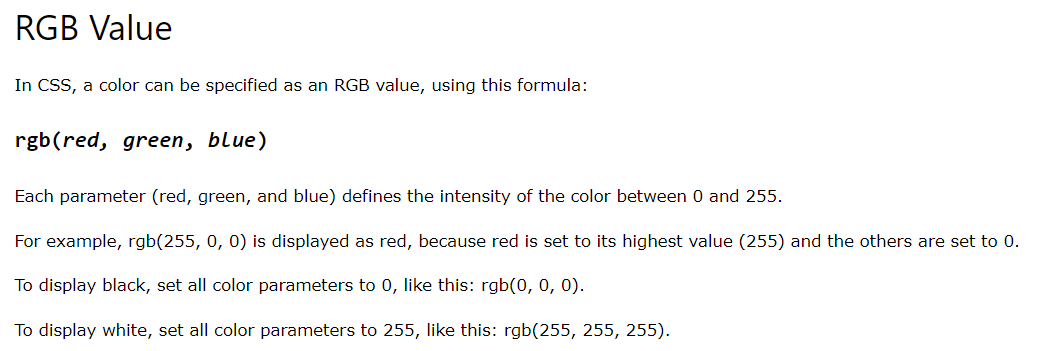 RGB Value
In CSS, a color can be specified as an RGB value, using this formula:
rgb(red, green, blue)
Each parameter (red, green, and blue) defines the intensity of the color between 0 and 255.
For example, rgb(255, 0, 0) is displayed as red, because red is set to its highest value (255) and the others are set to 0.
To display black, set all color parameters to 0, like this: rgb(0, 0, 0).
To display white, set all color parameters to 255, like this: rgb(255, 255, 255).